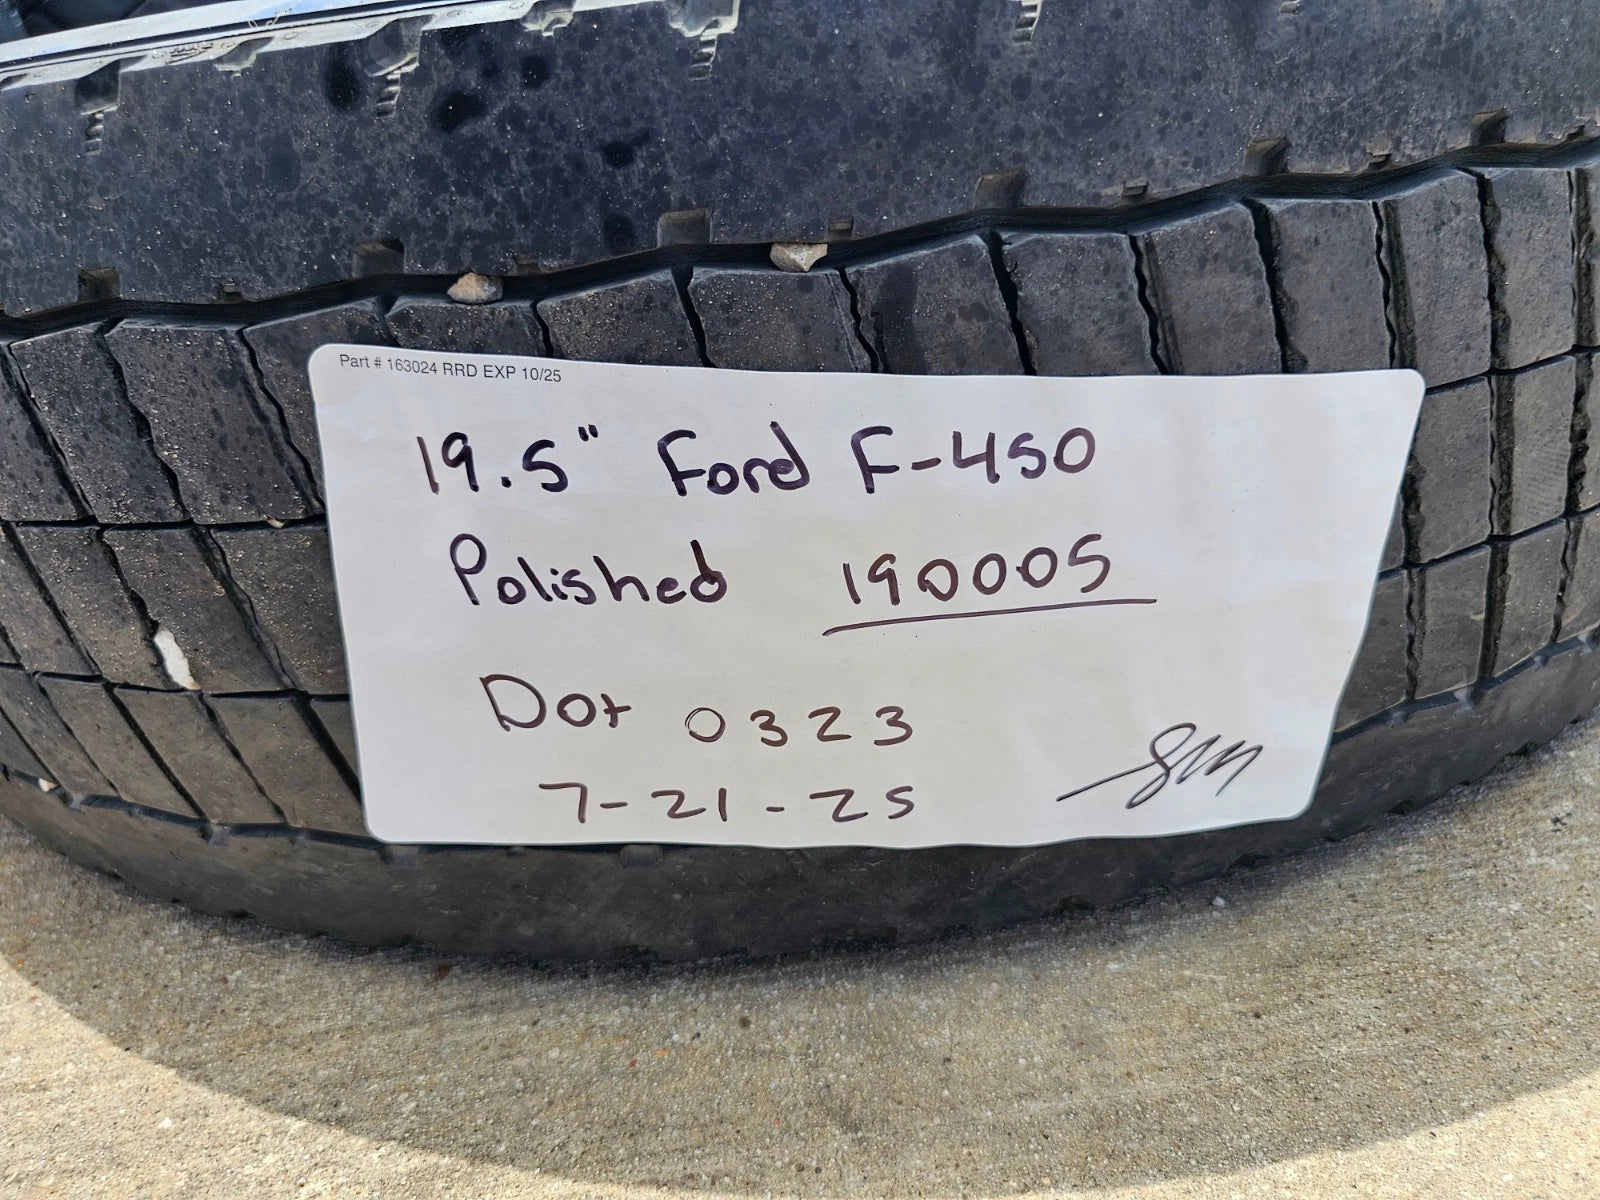 Part # 163024 RRD EXP 10/25
19.5" Ford F-450
Polished 190005
Dot 0323
7-21-25